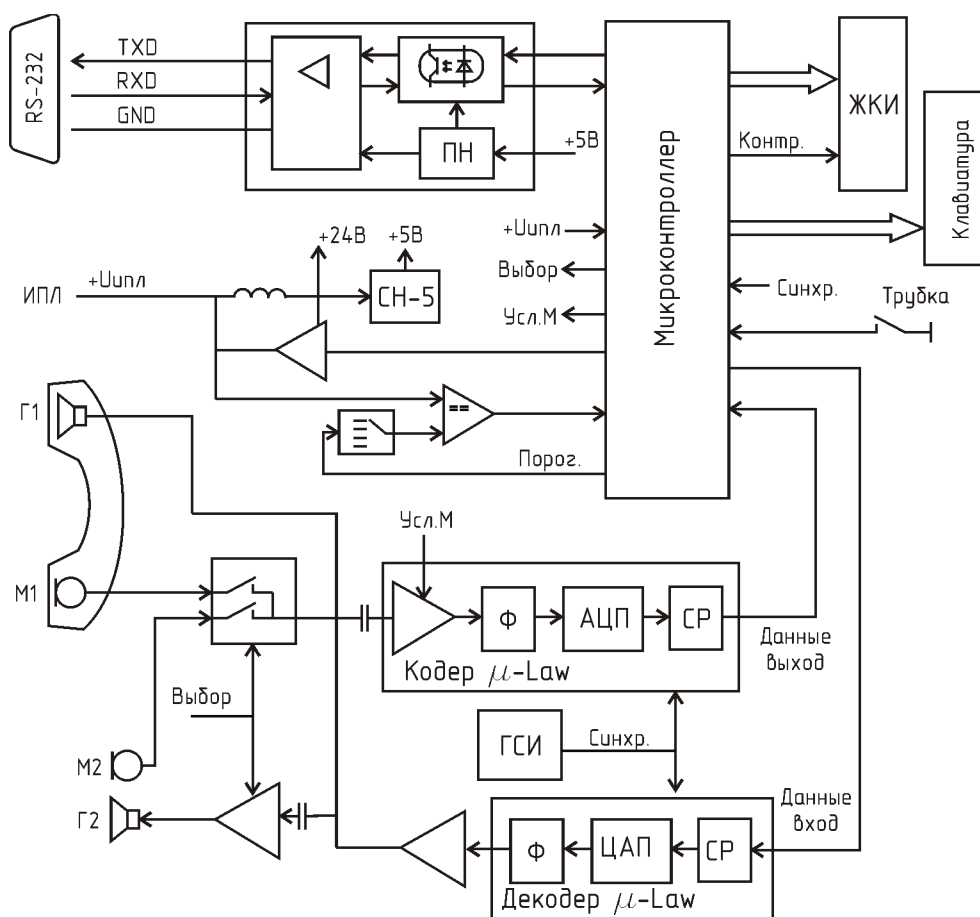 RS-232
TXD
RXD
GND
ПН
+5В
Микроконтроллер
ЖКИ
Контр.
Клавиатура
+Uипл
Выбор
Усл.М
Синхр.
Трубка
ИПЛ
+Uипл
+24В
+5В
СН-5
==
Порог.
Г1
М1
Усл.М
Ф
АЦП
СР
Кодер μ-Law
Данные
выход
Выбор
ГСИ
Синхр.
М2
Г2
Данные
вход
Ф
ЦАП
СР
Декодер μ-Law